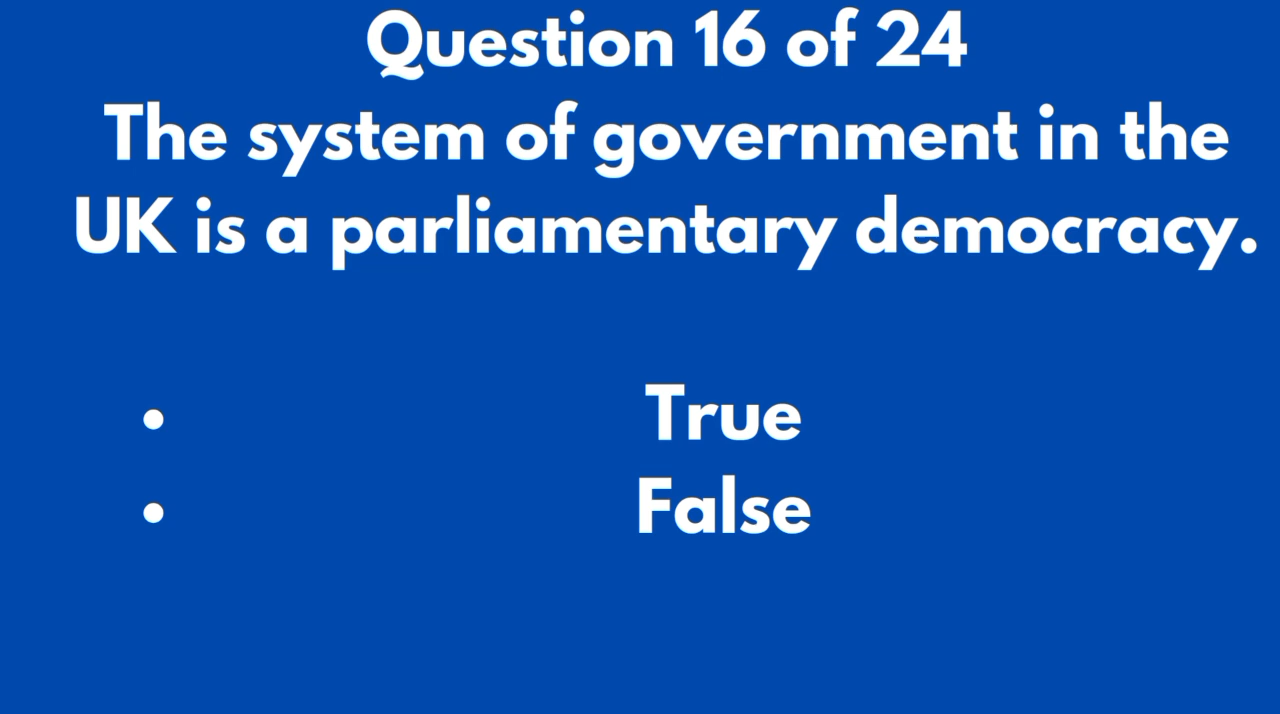 Question 16 of 24
The system of government in the
UK is a parliamentary democracy.
• True
• False